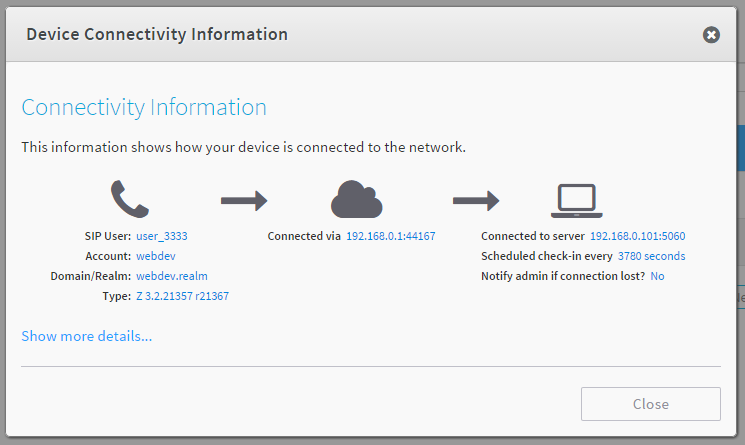 Device Connectivity Information
Connectivity Information
This information shows how your device is connected to the network.
SIP User: user_3333
Account: webdev
Domain/Realm: webdev.realm
Type: Z 3.2.21357 r21367
Connected via 192.168.0.1:44167
Connected to server 192.168.0.101:5060
Scheduled check-in every 3780 seconds
Notify admin if connection lost? No
Show more details...
Close